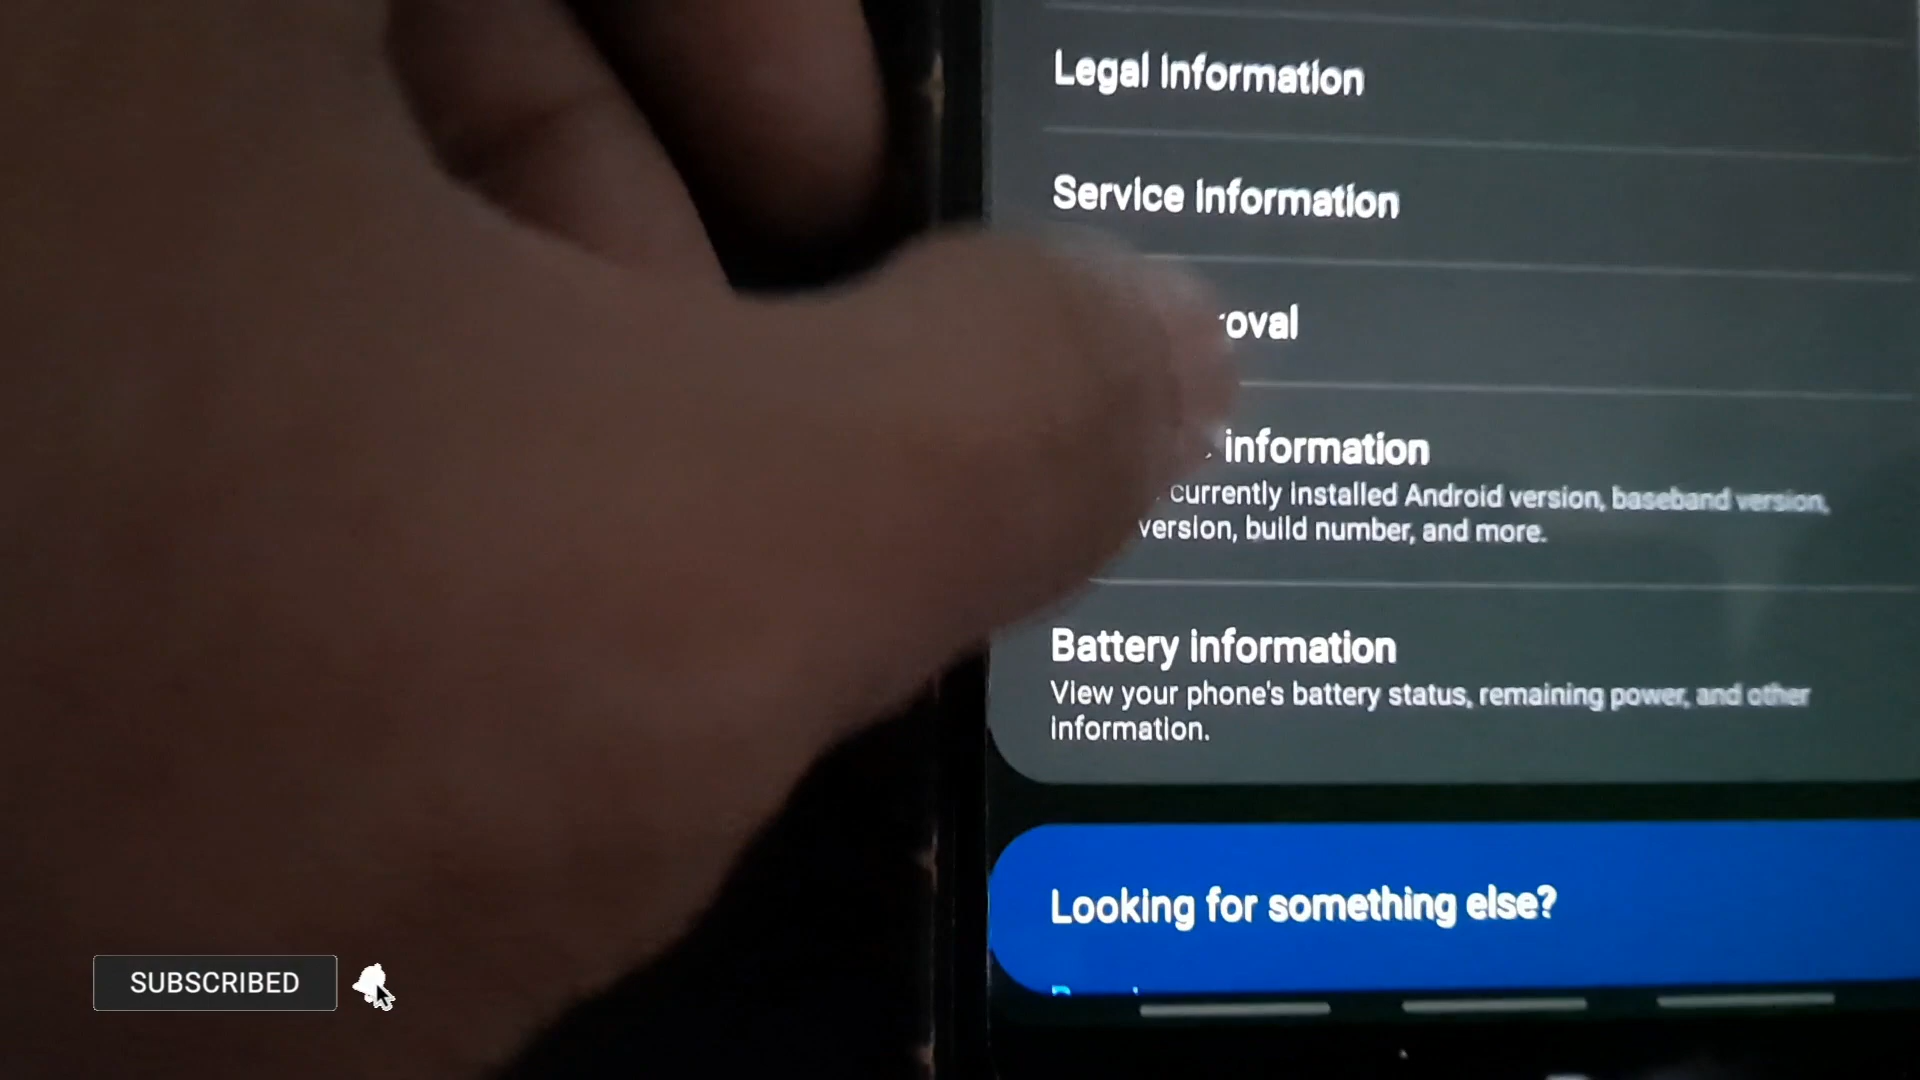 Legal information
Service information
information
currently installed Android version, baseband version,
version, build number, and more.
Battery information
View your phone's battery status, remaining power, and other
information.
Looking for something else?
SUBSCRIBED